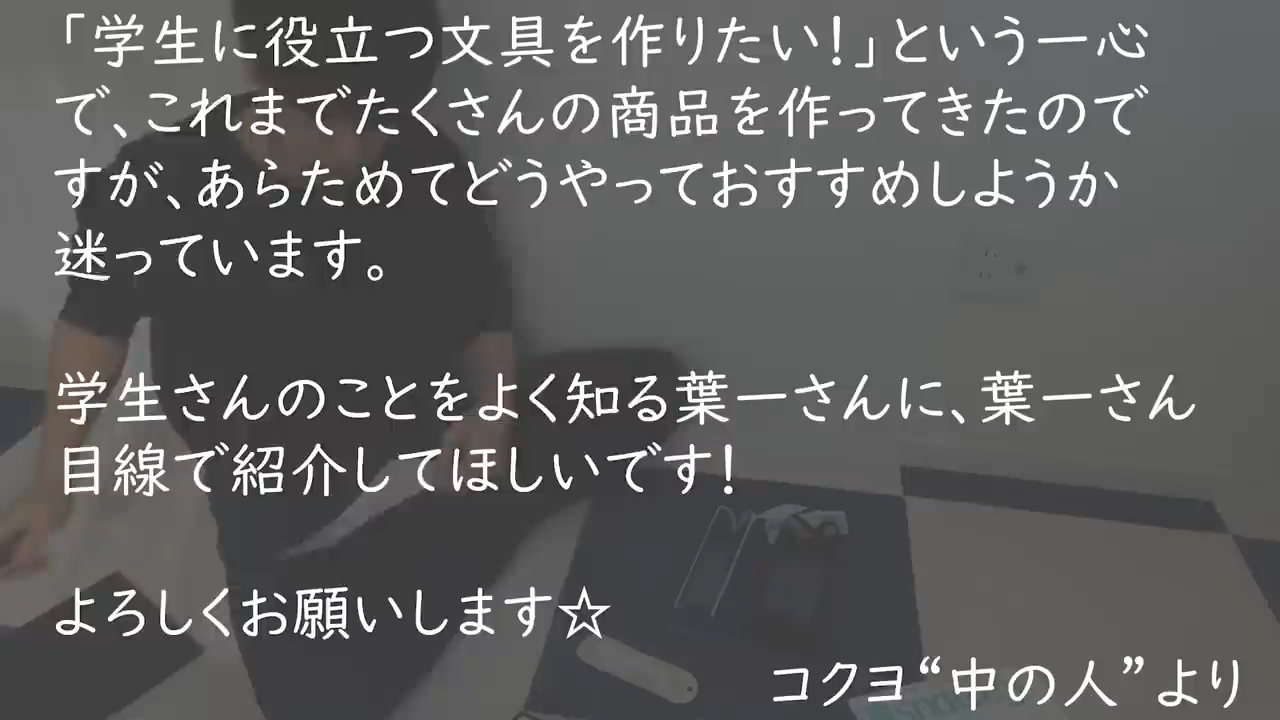 「学生に役立つ文具を作りたい！」という一心
で、これまでたくさんの商品を作ってきたので
すが、あらためてどうやっておすすめしようか
迷っています。
学生さんのことをよく知る葉一さんに、葉一さん
目線で紹介してほしいです！
よろしくお願いします☆
コクヨ“中の人”より